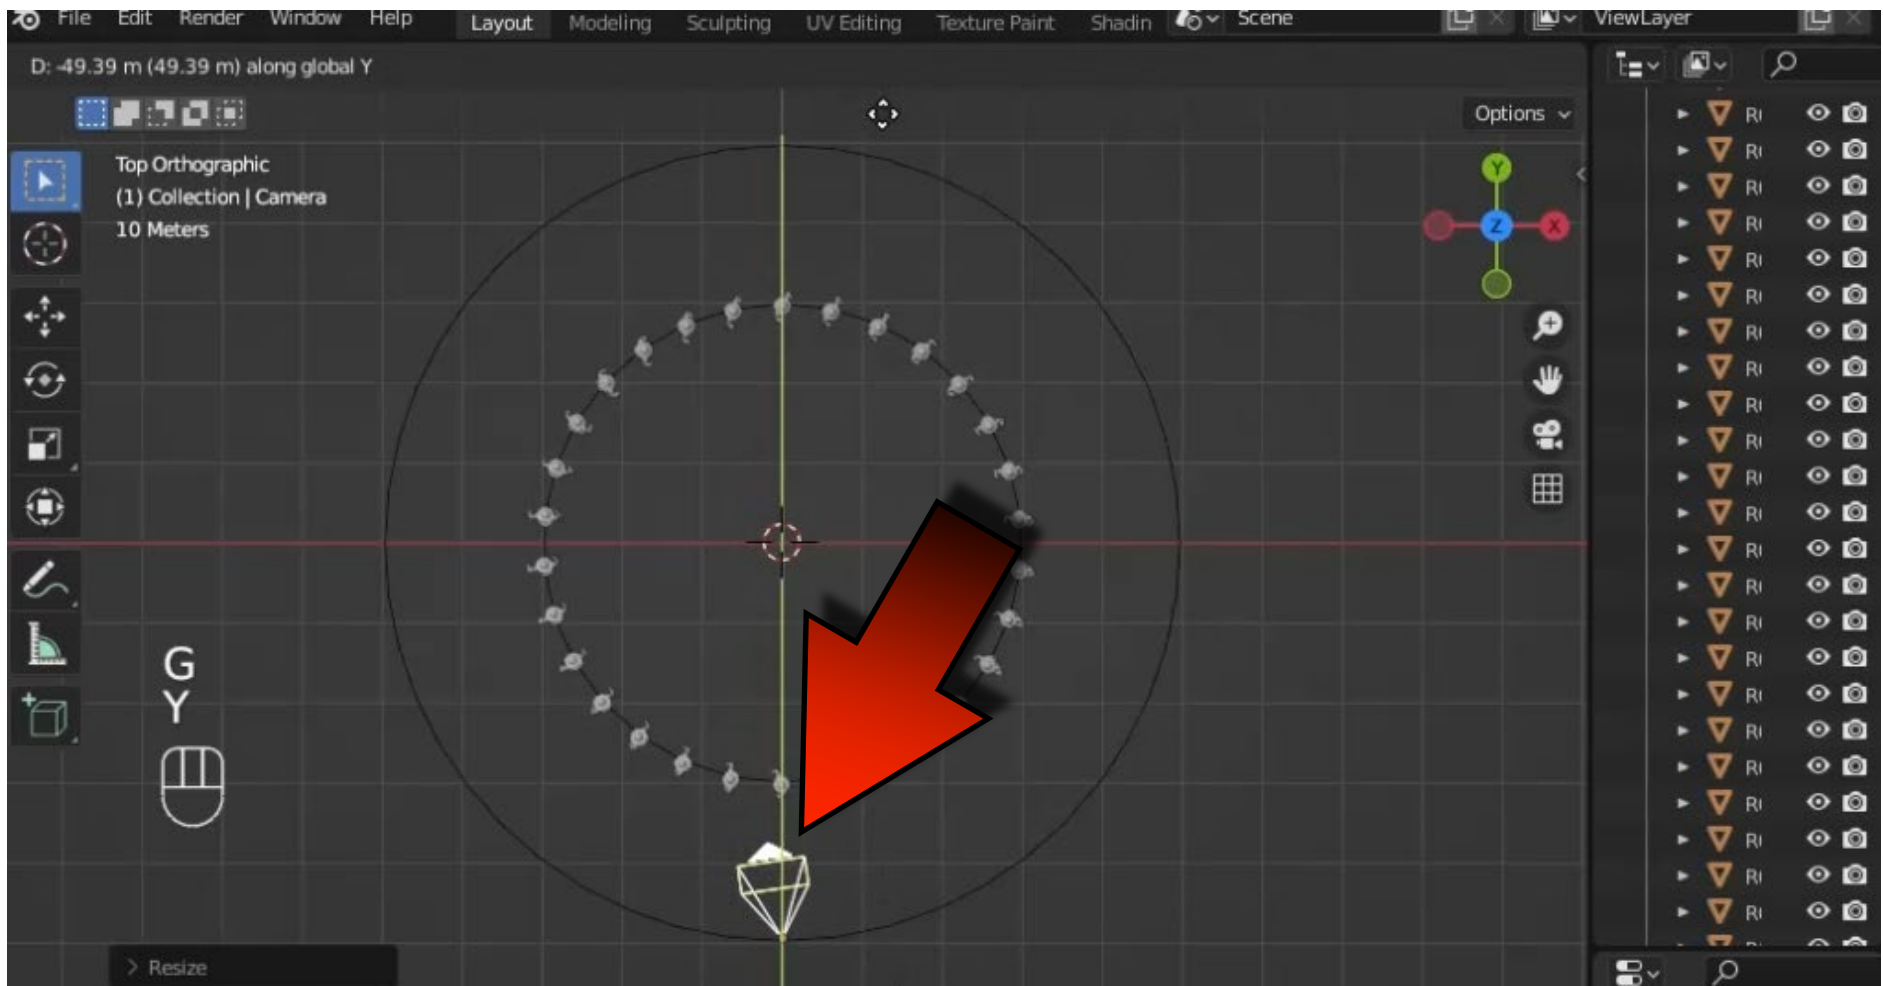 File Edit Render Window Help Layout Modeling Sculpting UV Editing Texture Paint Shadin Scene ViewLayer
D: -49.39 m (49.39 m) along global Y
Options
Top Orthographic
(1) Collection | Camera
10 Meters
Y
Z
X
G
Y
Resize